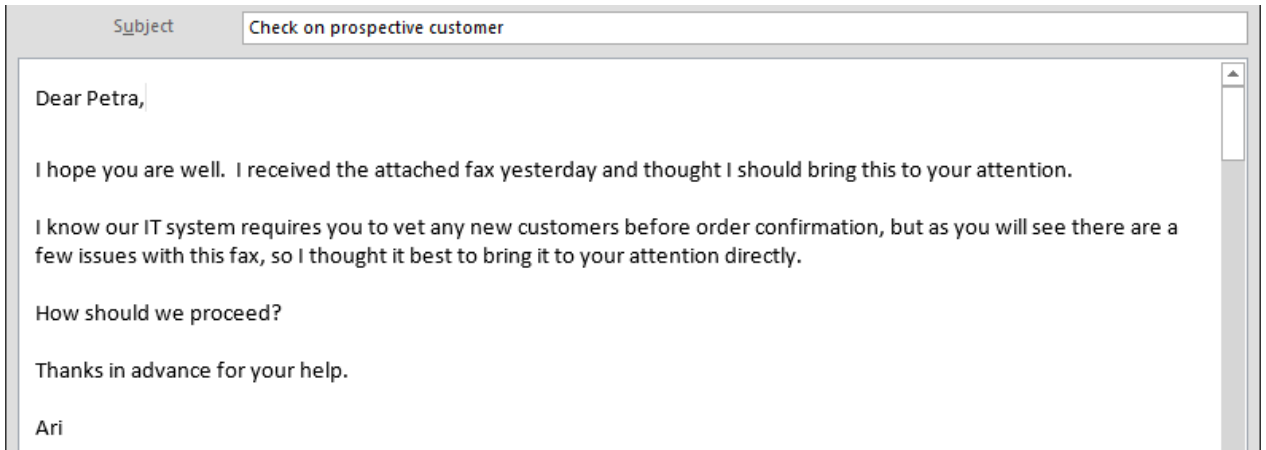 Subject
Check on prospective customer
Dear Petra,
I hope you are well.  I received the attached fax yesterday and thought I should bring this to your attention.
I know our IT system requires you to vet any new customers before order confirmation, but as you will see there are a
few issues with this fax, so I thought it best to bring it to your attention directly.
How should we proceed?
Thanks in advance for your help.
Ari